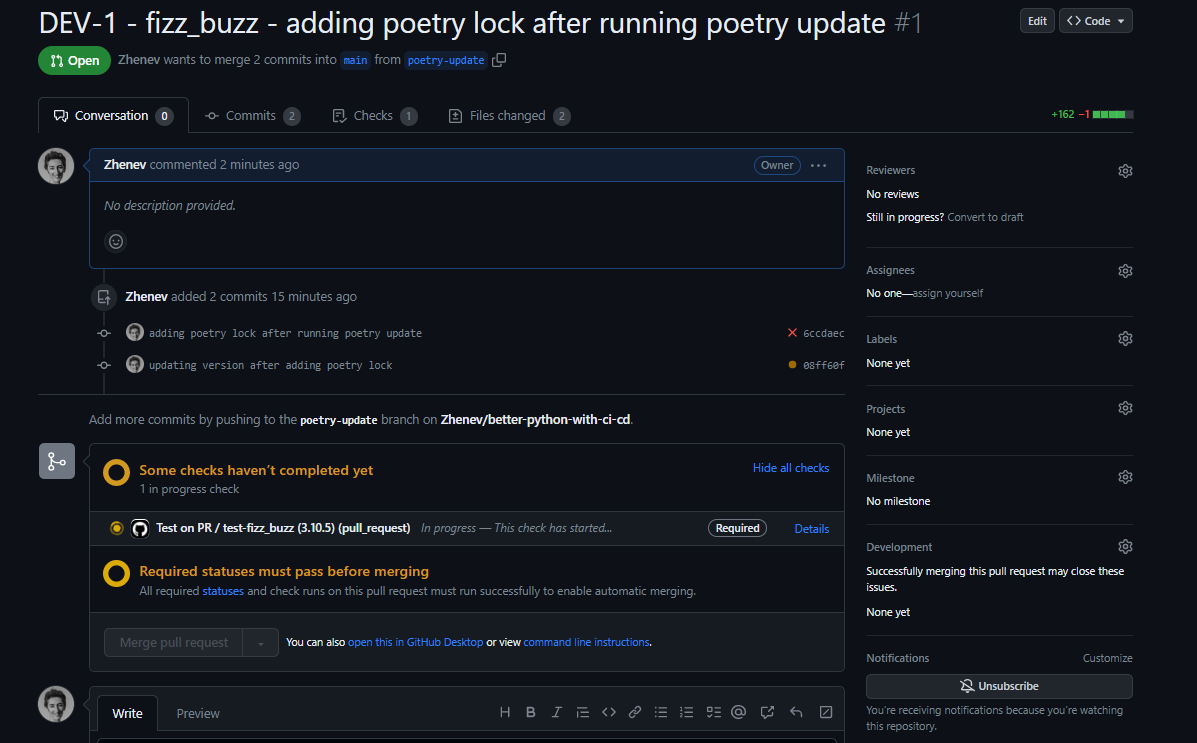 DEV-1 - fizz_buzz - adding poetry lock after running poetry update #1
Edit
Code
Open
Zhenev wants to merge 2 commits into main from poetry-update
Conversation 0
Commits 2
Checks 1
Files changed 2
+162 −1
Zhenev commented 2 minutes ago
Owner
No description provided.
Zhenev added 2 commits 15 minutes ago
adding poetry lock after running poetry update
6ccdaec
updating version after adding poetry lock
08ff60f
Add more commits by pushing to the poetry-update branch on Zhenev/better-python-with-ci-cd.
Some checks haven't completed yet
Hide all checks
1 in progress check
Test on PR / test-fizz_buzz (3.10.5) (pull_request) In progress — This check has started...
Required
Details
Required statuses must pass before merging
All required statuses and check runs on this pull request must run successfully to enable automatic merging.
Merge pull request
You can also open this in GitHub Desktop or view command line instructions.
Write
Preview
Reviewers
No reviews
Still in progress? Convert to draft
Assignees
No one—assign yourself
Labels
None yet
Projects
None yet
Milestone
No milestone
Development
Successfully merging this pull request may close these
issues.
None yet
Notifications
Customize
Unsubscribe
You're receiving notifications because you're watching
this repository.